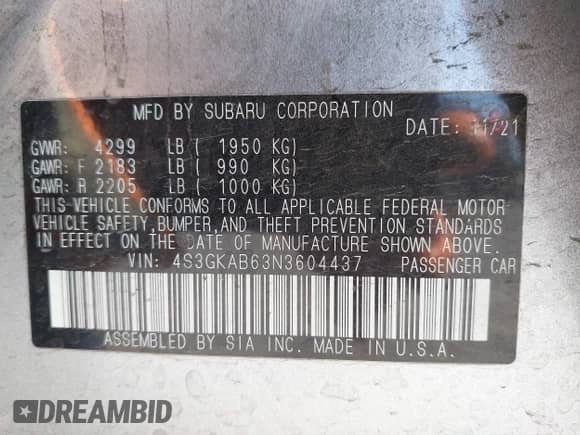 MFD BY SUBARU CORPORATION
DATE: 11/21
GVWR: 4299 LB ( 1950 KG)
GAWR: F 2183 LB ( 990 KG)
GAWR: R 2205 LB ( 1000 KG)
THIS VEHICLE CONFORMS TO ALL APPLICABLE FEDERAL MOTOR
VEHICLE SAFETY,BUMPER,AND THEFT PREVENTION STANDARDS
IN EFFECT ON THE DATE OF MANUFACTURE SHOWN ABOVE.
VIN: 4S3GKAB63N3604437 PASSENGER CAR
ASSEMBLED BY SIA INC. MADE IN U.S.A.
DREAMBID